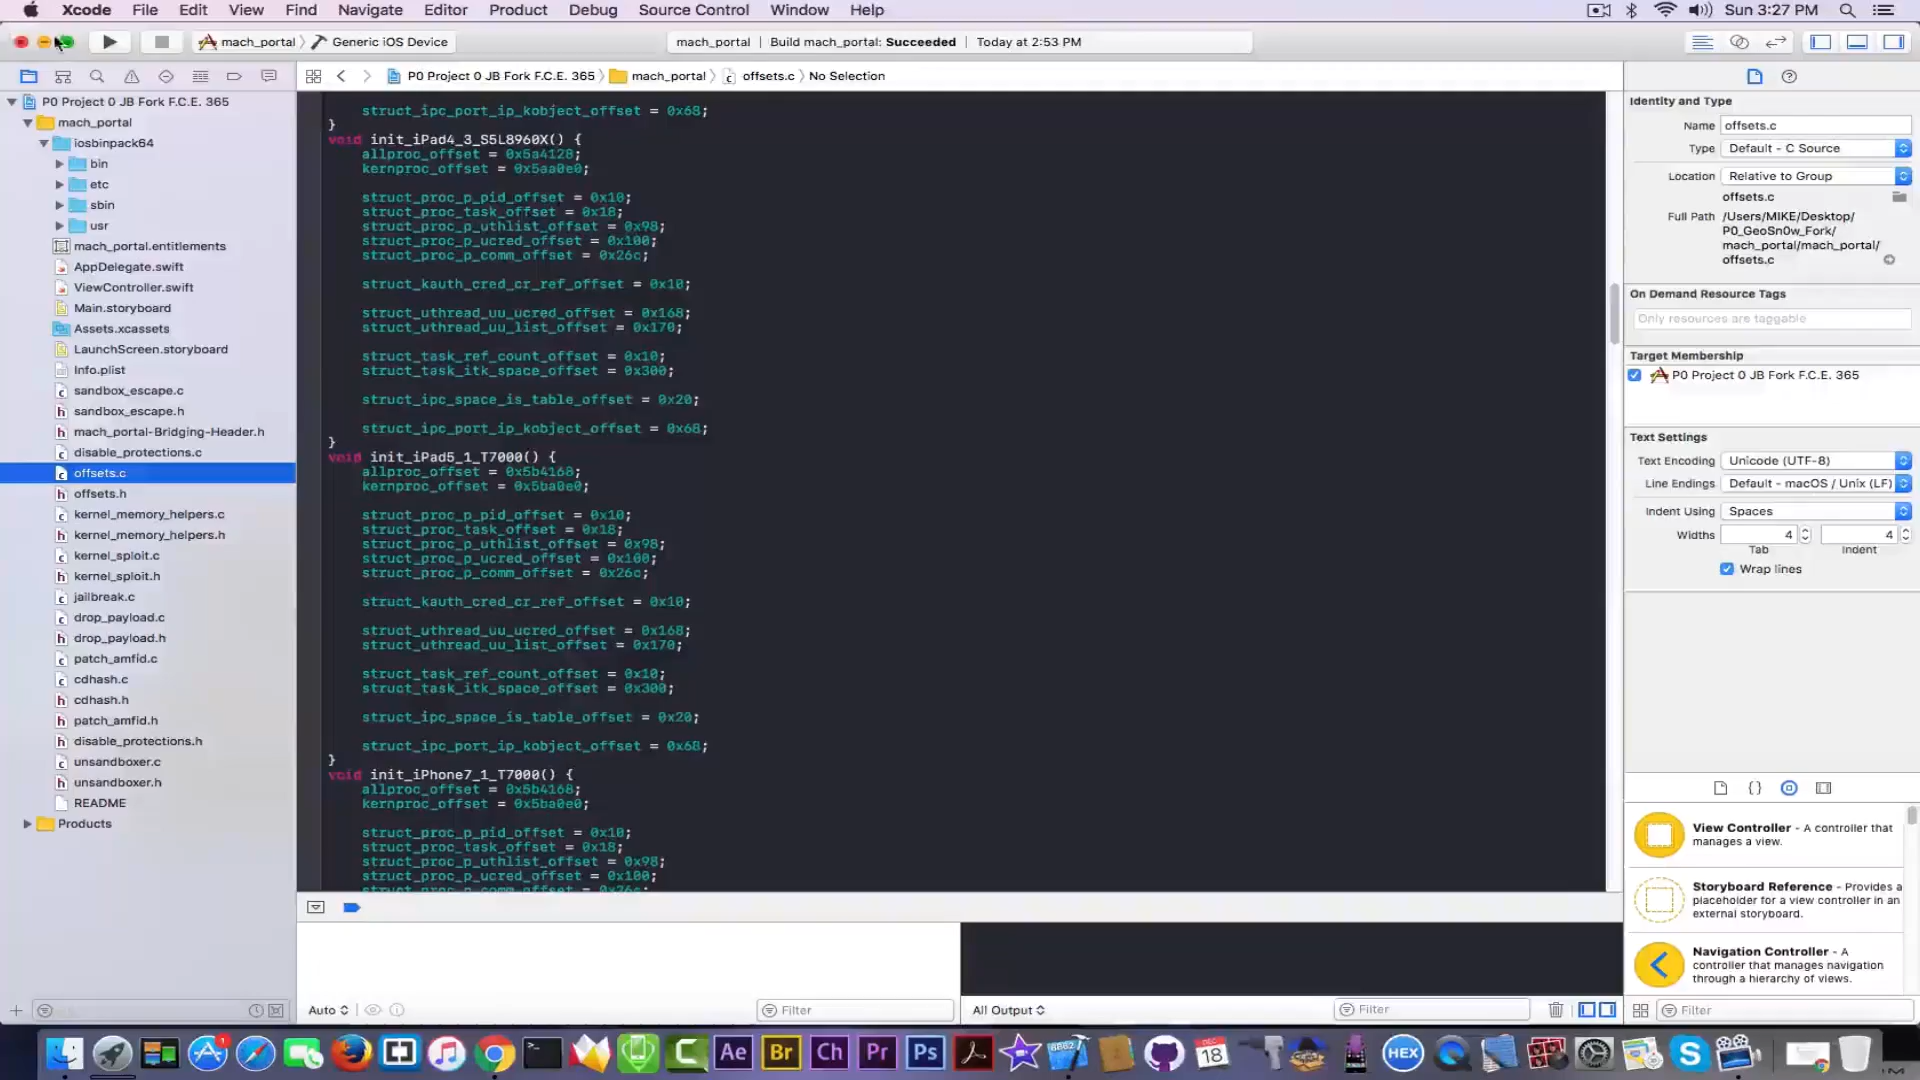 Xcode File Edit View Find Navigate Editor Product Debug Source Control Window Help Sun 3:27 PM
mach_portal Generic iOS Device mach_portal | Build mach_portal: Succeeded | Today at 2:53 PM
P0 Project 0 JB Fork F.C.E. 365 mach_portal offsets.c No Selection
P0 Project 0 JB Fork F.C.E. 365
mach_portal
iosbinpack64
bin
etc
sbin
usr
mach_portal.entitlements
AppDelegate.swift
ViewController.swift
Main.storyboard
Assets.xcassets
LaunchScreen.storyboard
Info.plist
sandbox_escape.c
sandbox_escape.h
mach_portal-Bridging-Header.h
disable_protections.c
offsets.c
offsets.h
kernel_memory_helpers.c
kernel_memory_helpers.h
kernel_sploit.c
kernel_sploit.h
jailbreak.c
drop_payload.c
drop_payload.h
patch_amfid.c
cdhash.c
cdhash.h
patch_amfid.h
disable_protections.h
unsandboxer.c
unsandboxer.h
README
Products
struct_ipc_port_ip_kobject_offset = 0x68;
}
void init_iPad4_3_S5L8960X() {
allproc_offset = 0x5a4128;
kernproc_offset = 0x5aa0e0;
struct_proc_p_pid_offset = 0x10;
struct_proc_task_offset = 0x18;
struct_proc_p_uthlist_offset = 0x98;
struct_proc_p_ucred_offset = 0x100;
struct_proc_p_comm_offset = 0x26c;
struct_kauth_cred_cr_ref_offset = 0x10;
struct_uthread_uu_ucred_offset = 0x168;
struct_uthread_uu_list_offset = 0x170;
struct_task_ref_count_offset = 0x10;
struct_task_itk_space_offset = 0x300;
struct_ipc_space_is_table_offset = 0x20;
struct_ipc_port_ip_kobject_offset = 0x68;
}
void init_iPad5_1_T7000() {
allproc_offset = 0x5b4168;
kernproc_offset = 0x5ba0e0;
struct_proc_p_pid_offset = 0x10;
struct_proc_task_offset = 0x18;
struct_proc_p_uthlist_offset = 0x98;
struct_proc_p_ucred_offset = 0x100;
struct_proc_p_comm_offset = 0x26c;
struct_kauth_cred_cr_ref_offset = 0x10;
struct_uthread_uu_ucred_offset = 0x168;
struct_uthread_uu_list_offset = 0x170;
struct_task_ref_count_offset = 0x10;
struct_task_itk_space_offset = 0x300;
struct_ipc_space_is_table_offset = 0x20;
struct_ipc_port_ip_kobject_offset = 0x68;
}
void init_iPhone7_1_T7000() {
allproc_offset = 0x5b4168;
kernproc_offset = 0x5ba0e0;
struct_proc_p_pid_offset = 0x10;
struct_proc_task_offset = 0x18;
struct_proc_p_uthlist_offset = 0x98;
struct_proc_p_ucred_offset = 0x100;
struct_proc_p_comm_offset = 0x26c;
Auto Filter All Output Filter
Identity and Type
Name offsets.c
Type Default - C Source
Location Relative to Group
offsets.c
Full Path /Users/MIKE/Desktop/
P0_GeoSn0w_Fork/
mach_portal/mach_portal/
offsets.c
On Demand Resource Tags
Only resources are taggable
Target Membership
P0 Project 0 JB Fork F.C.E. 365
Text Settings
Text Encoding Unicode (UTF-8)
Line Endings Default - macOS / Unix (LF)
Indent Using Spaces
Widths 4 4
Tab Indent
Wrap lines
View Controller - A controller that
manages a view.
Storyboard Reference - Provides a
placeholder for a view controller in an
external storyboard.
Navigation Controller - A
controller that manages navigation
through a hierarchy of views.
Filter
C Ae Br Ch Pr Ps DEC 18 HEX